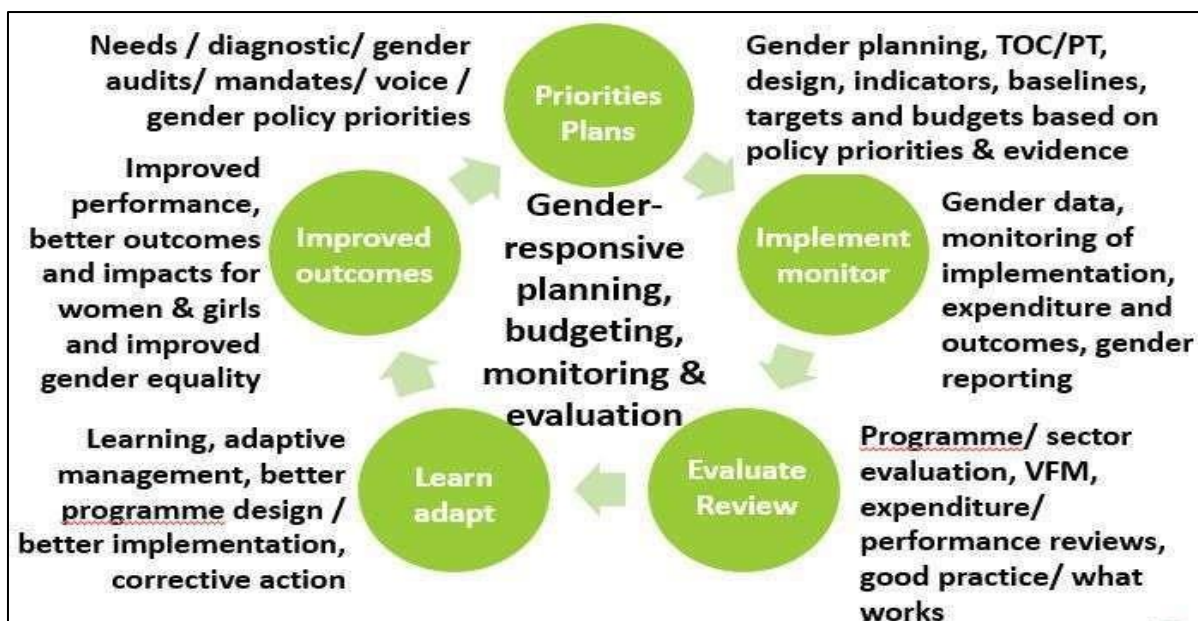 Needs / diagnostic/ gender
audits/ mandates/ voice /
gender policy priorities
Priorities
Plans
Gender planning, TOC/PT,
design, indicators, baselines,
targets and budgets based on
policy priorities & evidence
Improved
performance,
better outcomes
and impacts for
women & girls
and improved
gender equality
Improved
outcomes
Gender-
responsive
planning,
budgeting,
monitoring &
evaluation
Implement
monitor
Gender data,
monitoring of
implementation,
expenditure and
outcomes, gender
reporting
Learning, adaptive
management, better
programme design /
better implementation,
corrective action
Learn
adapt
Evaluate
Review
Programme/ sector
evaluation, VFM,
expenditure/
performance reviews,
good practice/ what
works